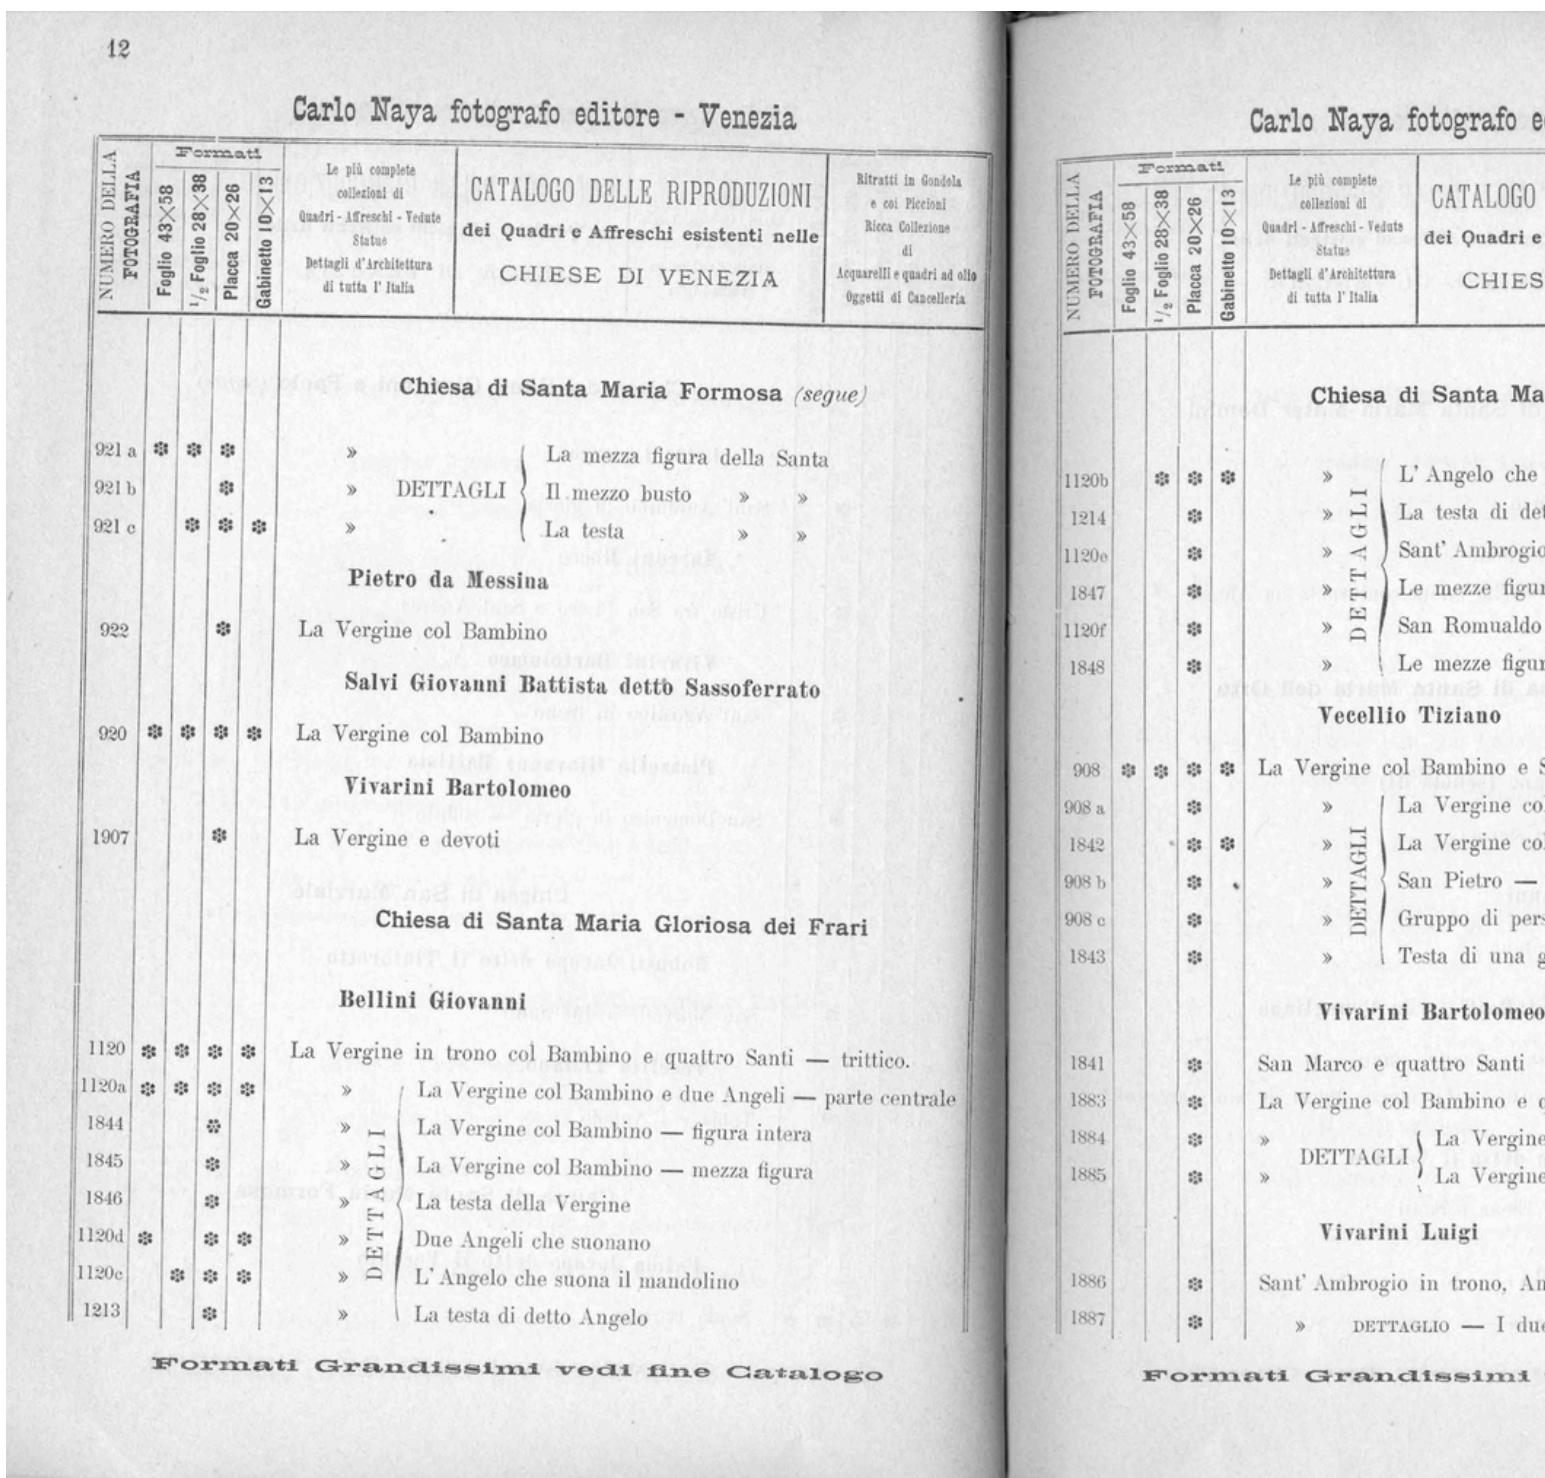 12
Carlo Naya fotografo editore - Venezia
NUMERO DELLA FOTOGRAFIA
Formati
Foglio 43×58
1/2 Foglio 28×38
Placca 20×26
Gabinetto 10×13
Le più complete
collezioni di
Quadri - Affreschi - Vedute
Statue
Dettagli d'Architettura
di tutta l'Italia
CATALOGO DELLE RIPRODUZIONI
dei Quadri e Affreschi esistenti nelle
CHIESE DI VENEZIA
Ritratti in Gondola
e coi Piccioni
Ricca Collezione
di
Acquarelli e quadri ad olio
Oggetti di Cancelleria
Chiesa di Santa Maria Formosa (segue)
921 a ✽ ✽ ✽ » DETTAGLI La mezza figura della Santa
921 b ✽ » Il mezzo busto » »
921 c ✽ ✽ ✽ » La testa » »
Pietro da Messina
922 ✽ La Vergine col Bambino
Salvi Giovanni Battista detto Sassoferrato
920 ✽ ✽ ✽ ✽ La Vergine col Bambino
Vivarini Bartolomeo
1907 ✽ La Vergine e devoti
Chiesa di Santa Maria Gloriosa dei Frari
Bellini Giovanni
1120 ✽ ✽ ✽ ✽ La Vergine in trono col Bambino e quattro Santi — trittico.
1120a ✽ ✽ ✽ ✽ » DETTAGLI La Vergine col Bambino e due Angeli — parte centrale
1844 ✽ » La Vergine col Bambino — figura intera
1845 ✽ » La Vergine col Bambino — mezza figura
1846 ✽ » La testa della Vergine
1120d ✽ ✽ ✽ » Due Angeli che suonano
1120c ✽ ✽ ✽ » L'Angelo che suona il mandolino
1213 ✽ » La testa di detto Angelo
Formati Grandissimi vedi fine Catalogo
Carlo Naya fotografo e
NUMERO DELLA FOTOGRAFIA
Formati
Foglio 43×58
1/2 Foglio 28×38
Placca 20×26
Gabinetto 10×13
Le più complete
collezioni di
Quadri - Affreschi - Vedute
Statue
Dettagli d'Architettura
di tutta l'Italia
CATALOGO
dei Quadri e
CHIES
Chiesa di Santa Ma
1120b ✽ ✽ ✽ » DETTAGLI L'Angelo che
1214 ✽ » La testa di det
1120e ✽ » Sant'Ambrogio
1847 ✽ » Le mezze figur
1120f ✽ » San Romualdo
1848 ✽ » Le mezze figur
Vecellio Tiziano
908 ✽ ✽ ✽ ✽ La Vergine col Bambino e S
908 a ✽ » DETTAGLI La Vergine col
1842 ✽ ✽ » La Vergine col
908 b ✽ » San Pietro —
908 c ✽ » Gruppo di pers
1843 ✽ » Testa di una g
Vivarini Bartolomeo
1841 ✽ San Marco e quattro Santi
1883 ✽ La Vergine col Bambino e q
1884 ✽ » DETTAGLI La Vergine
1885 ✽ » La Vergine
Vivarini Luigi
1886 ✽ Sant'Ambrogio in trono, An
1887 ✽ » DETTAGLIO — I due
Formati Grandissimi